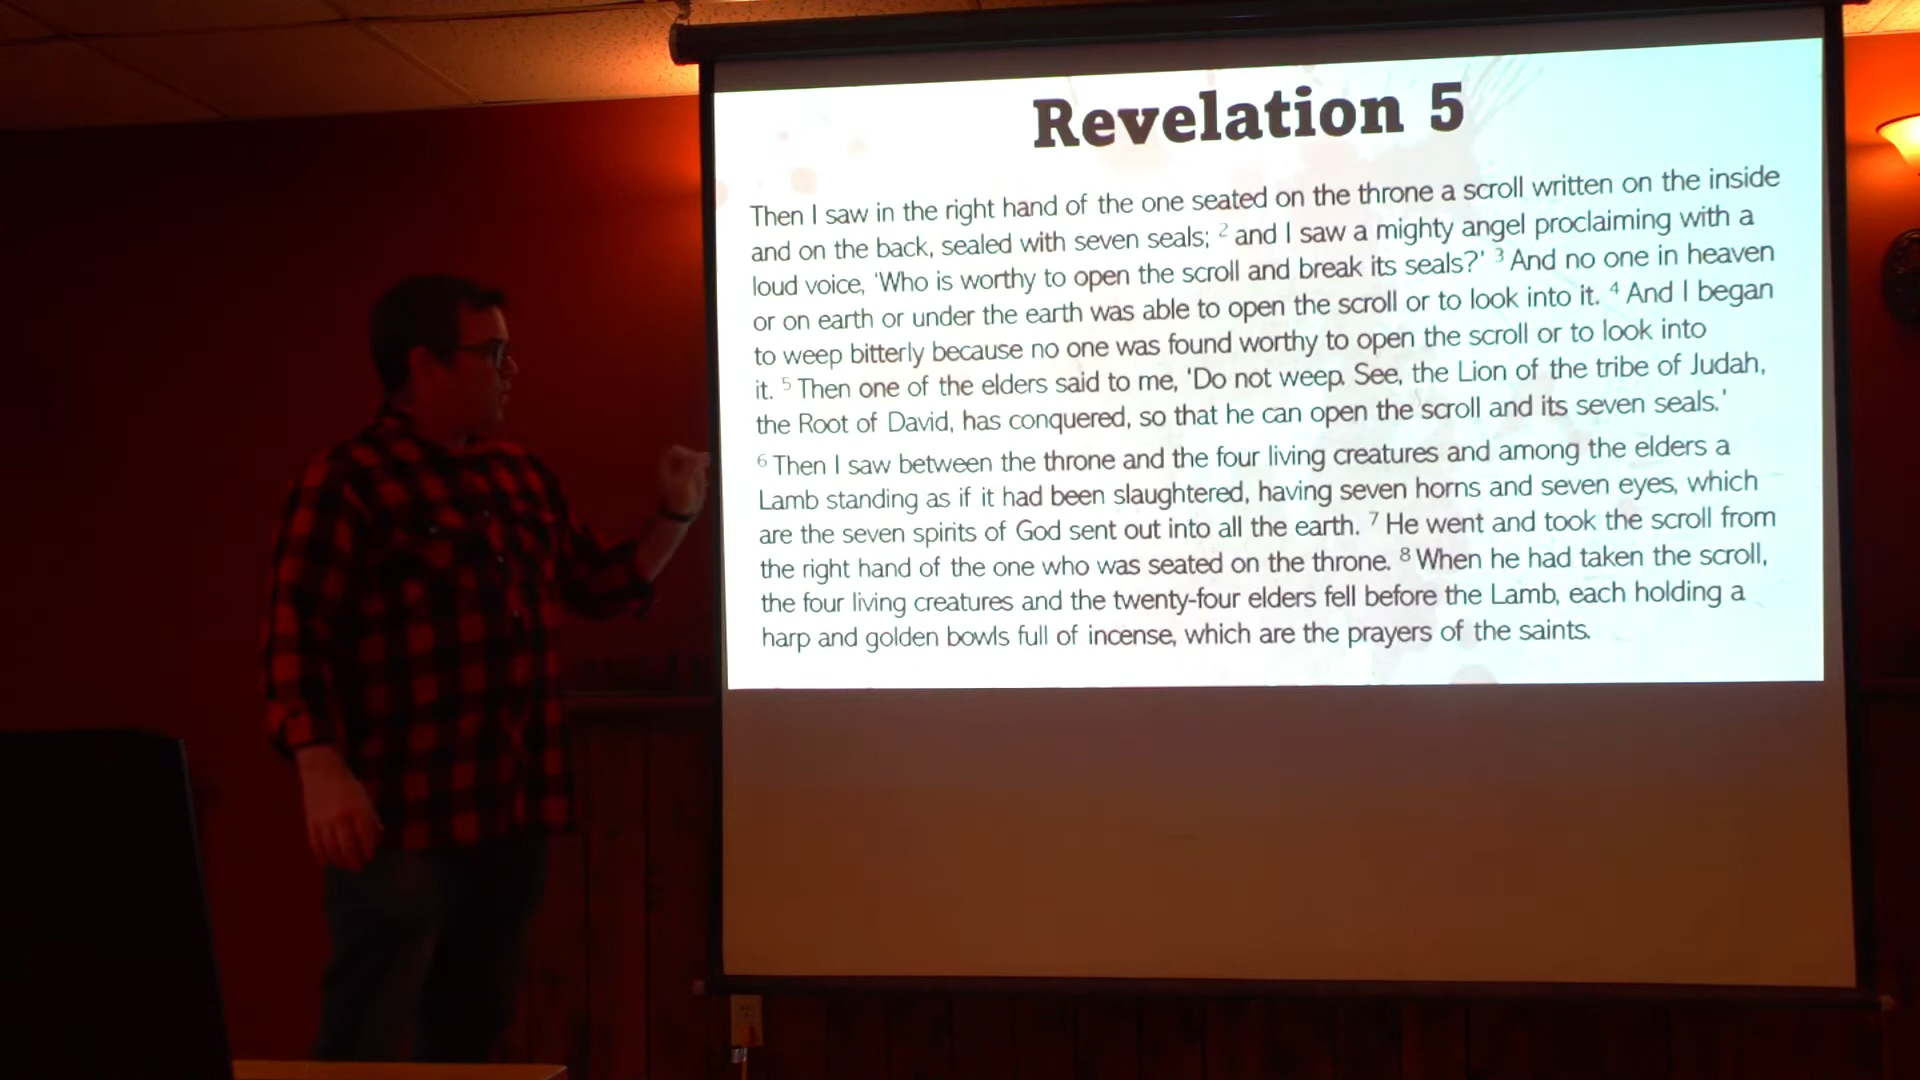 Revelation 5
Then I saw in the right hand of the one seated on the throne a scroll written on the inside
and on the back, sealed with seven seals; 2 and I saw a mighty angel proclaiming with a
loud voice, 'Who is worthy to open the scroll and break its seals?' 3 And no one in heaven
or on earth or under the earth was able to open the scroll or to look into it. 4 And I began
to weep bitterly because no one was found worthy to open the scroll or to look into
it. 5 Then one of the elders said to me, 'Do not weep. See, the Lion of the tribe of Judah,
the Root of David, has conquered, so that he can open the scroll and its seven seals.'
6 Then I saw between the throne and the four living creatures and among the elders a
Lamb standing as if it had been slaughtered, having seven horns and seven eyes, which
are the seven spirits of God sent out into all the earth. 7 He went and took the scroll from
the right hand of the one who was seated on the throne. 8 When he had taken the scroll,
the four living creatures and the twenty-four elders fell before the Lamb, each holding a
harp and golden bowls full of incense, which are the prayers of the saints.